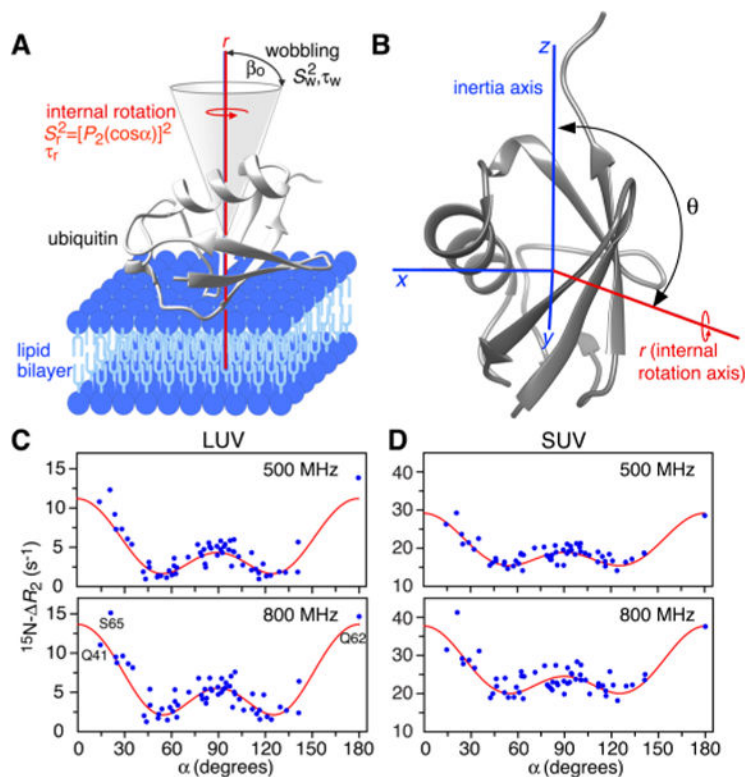 A
r
β₀
wobbling
S²w,τw
internal rotation
S²r=[P₂(cosα)]²
τr
ubiquitin
lipid
bilayer
B
z
inertia axis
θ
x
y
r (internal
rotation axis)
C
LUV
D
SUV
500 MHz
15
10
5
0
500 MHz
40
30
20
10
¹⁵N-ΔR₂ (s⁻¹)
800 MHz
15
10
5
0
S65
Q41
Q62
800 MHz
40
30
20
10
0 30 60 90 120 150 180
α (degrees)
0 30 60 90 120 150 180
α (degrees)